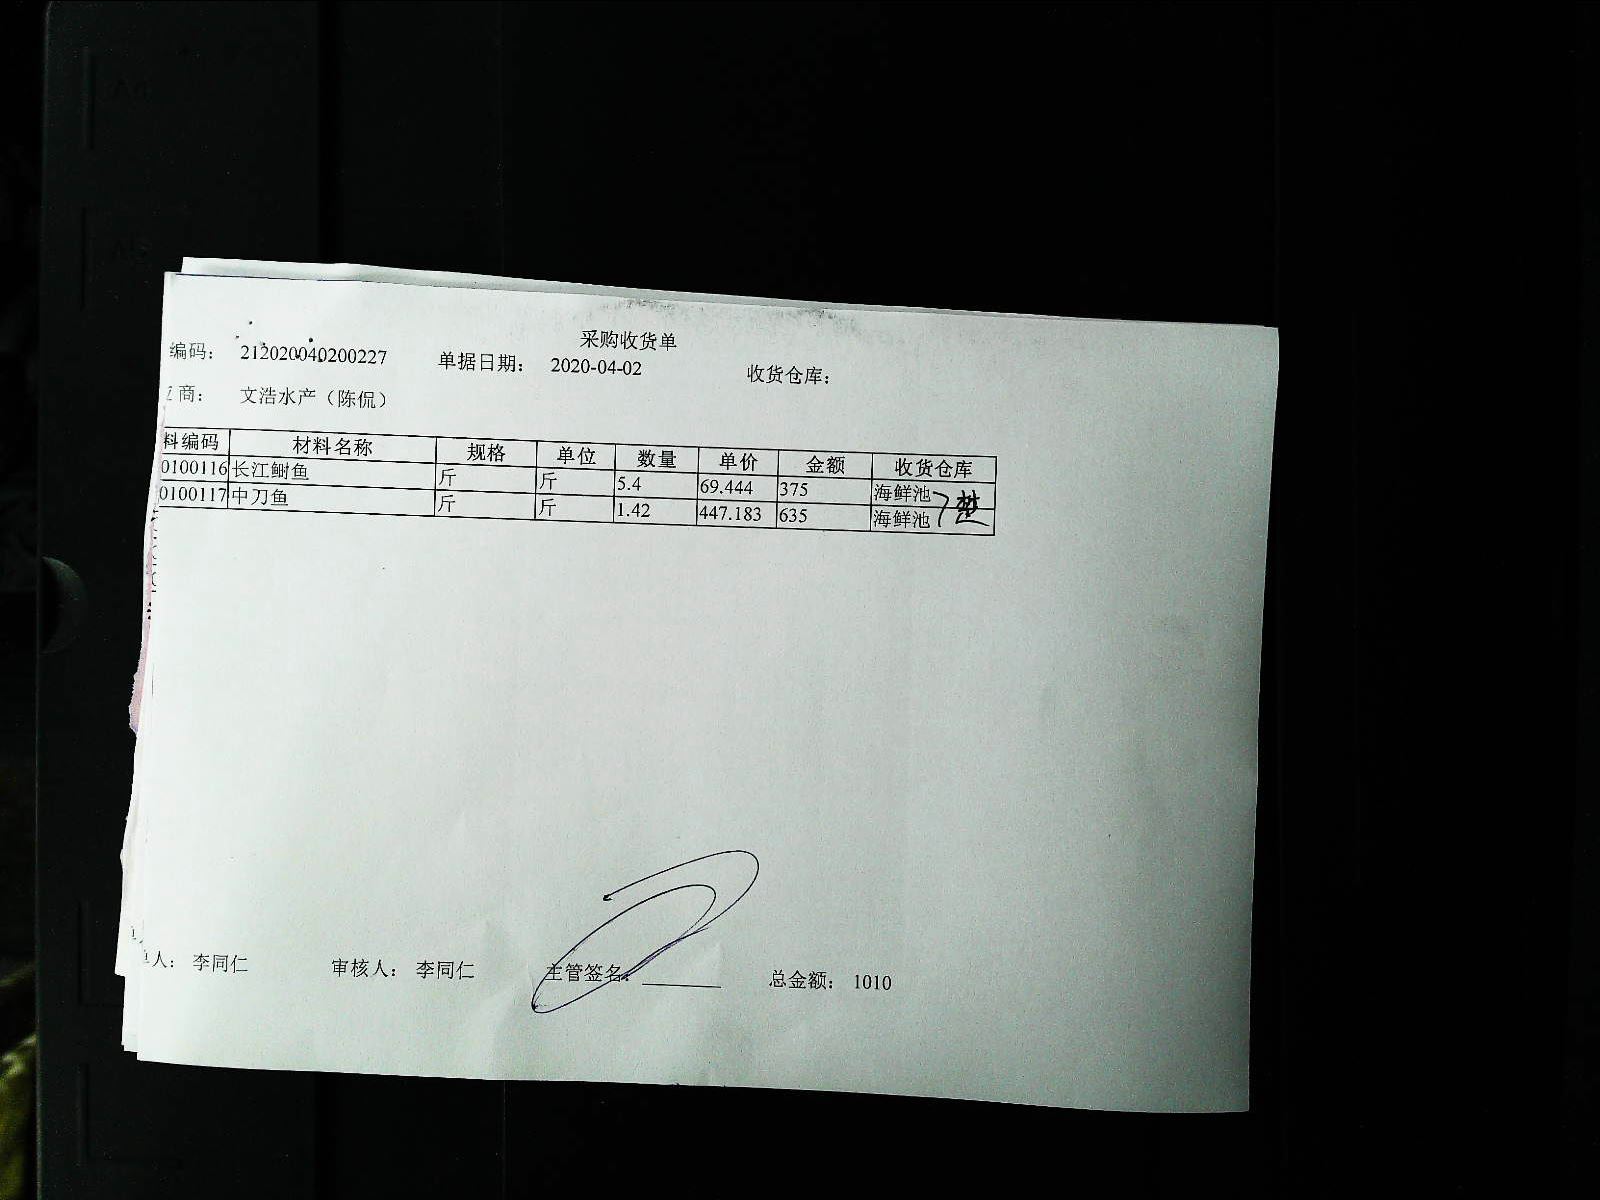 采购收货单
编码： 212020040200227 单据日期： 2020-04-02 收货仓库：
商： 文浩水产（陈侃）
料编码 材料名称 规格 单位 数量 单价 金额 收货仓库
0100116 长江鲥鱼 斤 斤 5.4 69.444 375 海鲜池
0100117 中刀鱼 斤 斤 1.42 447.183 635 海鲜池
人： 李同仁 审核人： 李同仁 主管签名： 总金额： 1010